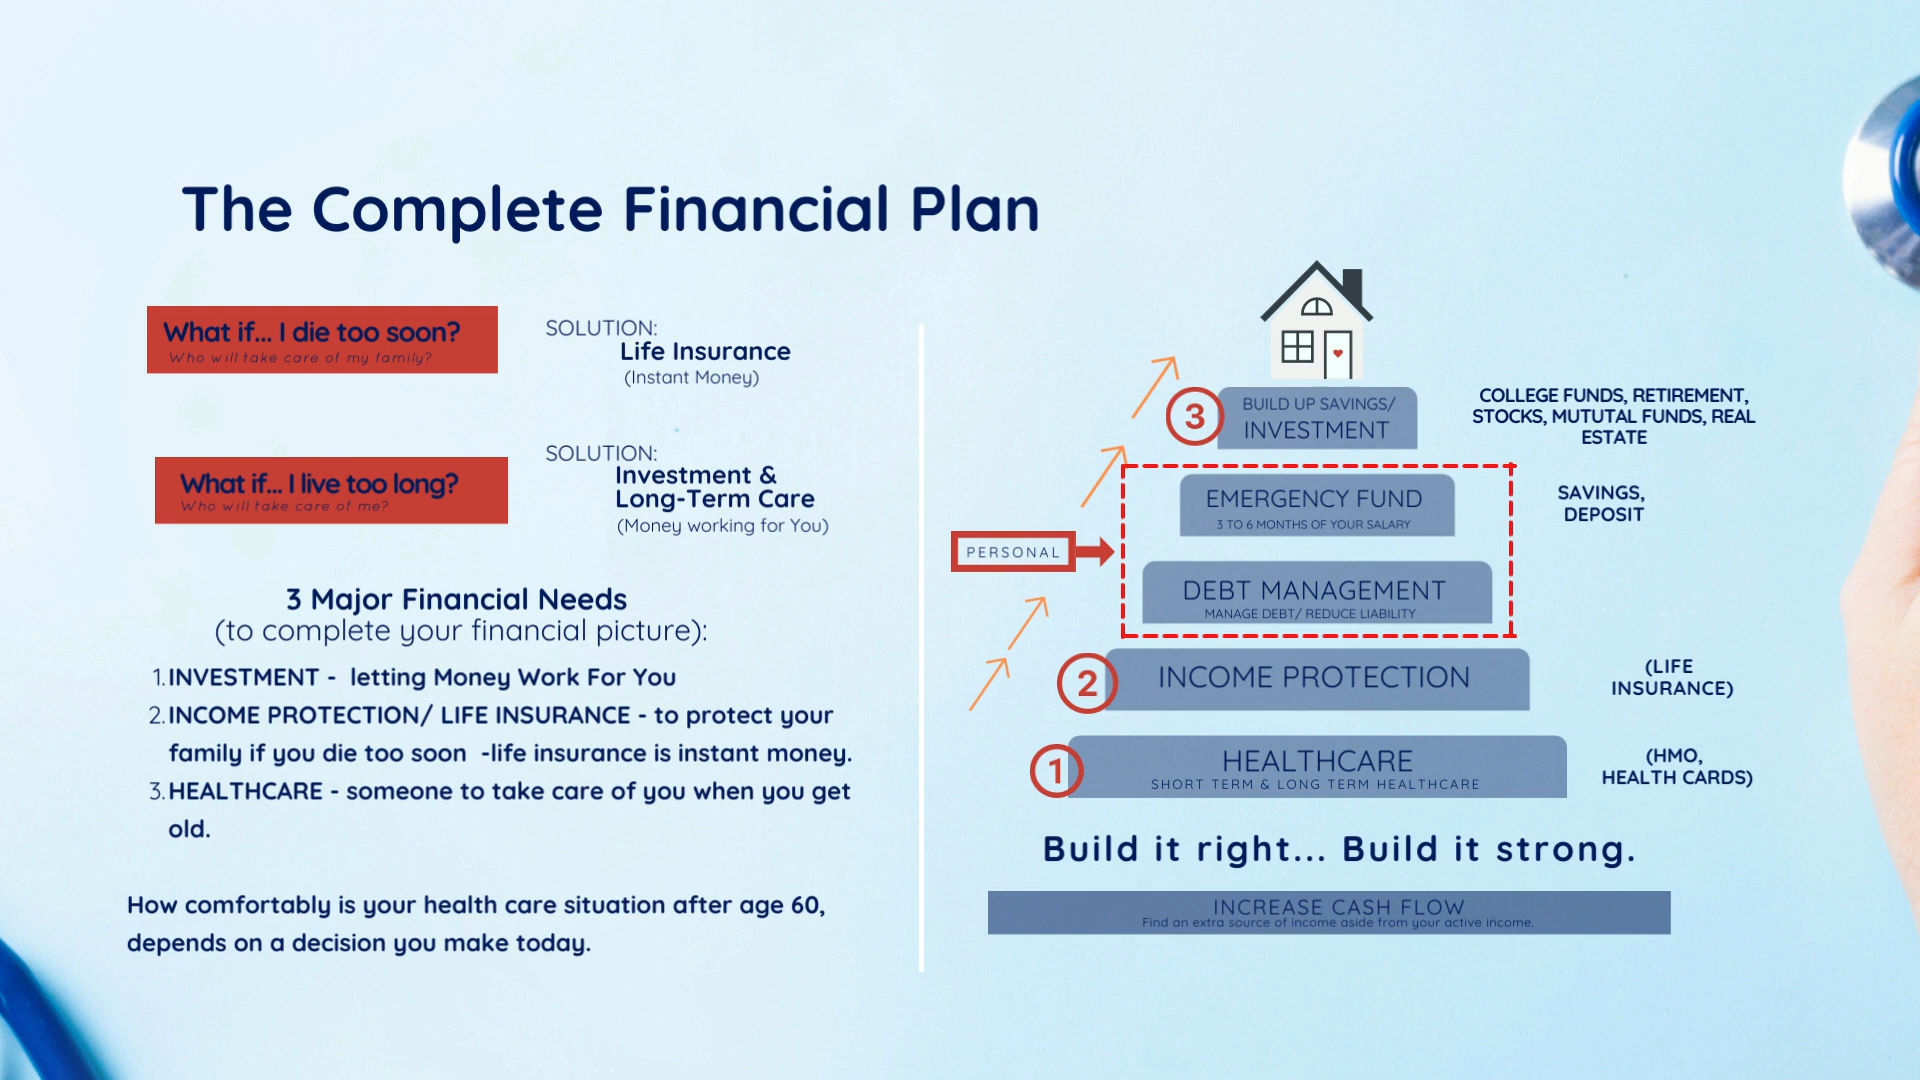 The Complete Financial Plan
What if... I die too soon?
Who will take care of my family?
SOLUTION:
Life Insurance
(Instant Money)
What if... I live too long?
Who will take care of me?
SOLUTION:
Investment &
Long-Term Care
(Money working for You)
3 Major Financial Needs
(to complete your financial picture):
1. INVESTMENT - letting Money Work For You
2. INCOME PROTECTION/ LIFE INSURANCE - to protect your
family if you die too soon -life insurance is instant money.
3. HEALTHCARE - someone to take care of you when you get
old.
How comfortably is your health care situation after age 60,
depends on a decision you make today.
3
BUILD UP SAVINGS/
INVESTMENT
COLLEGE FUNDS, RETIREMENT,
STOCKS, MUTUTAL FUNDS, REAL
ESTATE
EMERGENCY FUND
3 TO 6 MONTHS OF YOUR SALARY
SAVINGS,
DEPOSIT
PERSONAL
DEBT MANAGEMENT
MANAGE DEBT/ REDUCE LIABILITY
2
INCOME PROTECTION
(LIFE
INSURANCE)
1
HEALTHCARE
SHORT TERM & LONG TERM HEALTHCARE
(HMO,
HEALTH CARDS)
Build it right... Build it strong.
INCREASE CASH FLOW
Find an extra source of income aside from your active income.